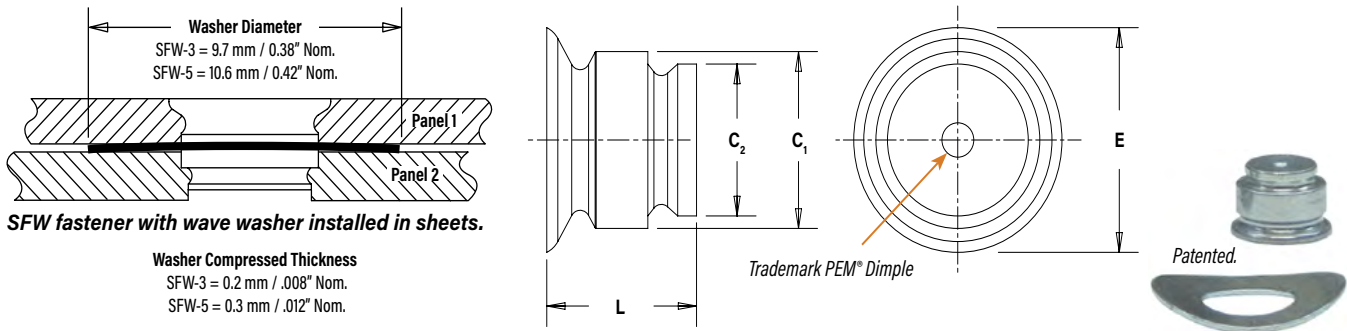 Washer Diameter
SFW-3 = 9.7 mm / 0.38" Nom.
SFW-5 = 10.6 mm / 0.42" Nom.
Panel 1
Panel 2
SFW fastener with wave washer installed in sheets.
Washer Compressed Thickness
SFW-3 = 0.2 mm / .008" Nom.
SFW-5 = 0.3 mm / .012" Nom.
C₂
C₁
L
E
Trademark PEM® Dimple
Patented.